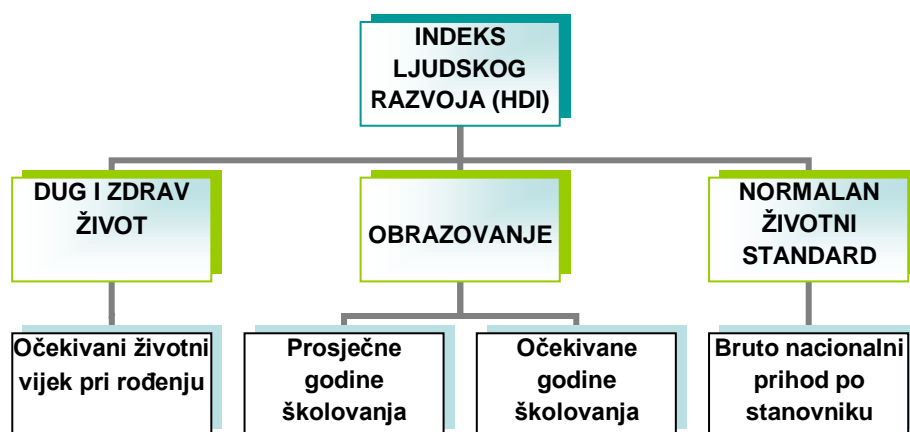 INDEKS
LJUDSKOG
RAZVOJA (HDI)
DUG I ZDRAV
ŽIVOT
OBRAZOVANJE
NORMALAN
ŽIVOTNI
STANDARD
Očekivani životni
vijek pri rođenju
Prosječne
godine
školovanja
Očekivane
godine
školovanja
Bruto nacionalni
prihod po
stanovniku